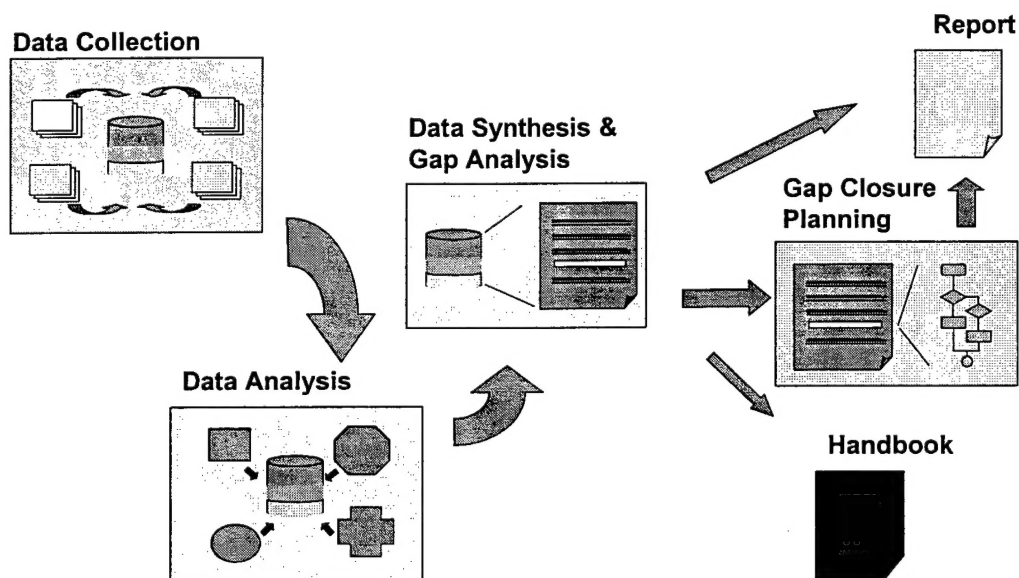 Data Collection
Data Analysis
Data Synthesis &
Gap Analysis
Report
Gap Closure
Planning
Handbook